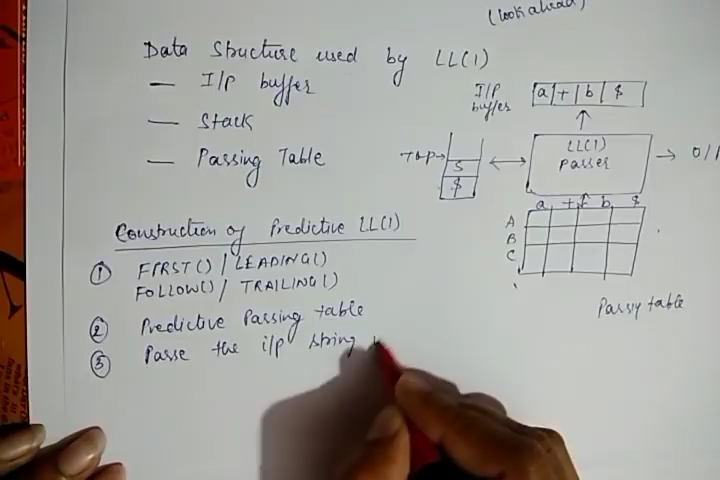 (look ahead)
Data Structure used by LL(1)
— I/P buffer
— Stack
— Passing Table
I/P
buffer
a + b $
LL(1)
Passer
O/P
Top→
S
$
a + b $
A
B
C
Passing table
Construction of Predictive LL(1)
① FIRST() / LEADING()
FOLLOW() / TRAILING()
② Predictive Passing table
③ Passe the i/p string